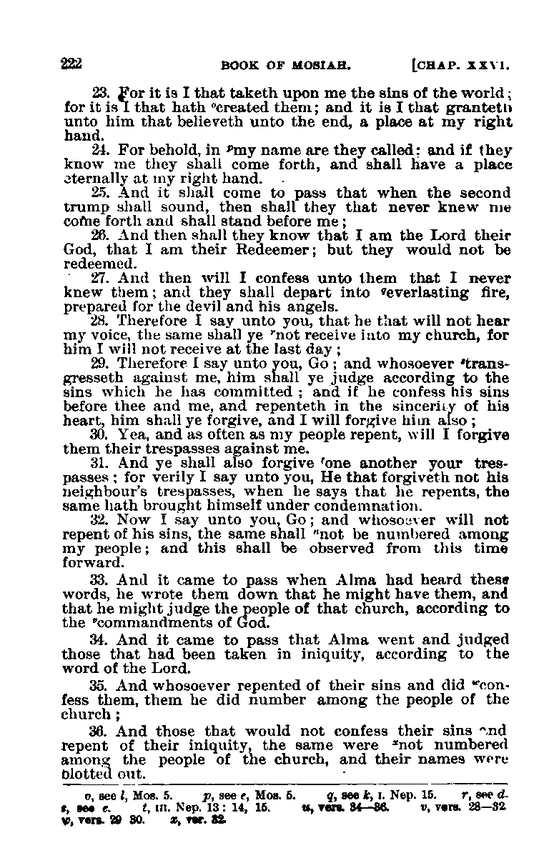 222 BOOK OF MOSIAH. [CHAP. XXVI.
23. For it is I that taketh upon me the sins of the world;
for it is I that hath ᵒcreated them; and it is I that granteth
unto him that believeth unto the end, a place at my right
hand.
24. For behold, in ᵖmy name are they called; and if they
know me they shall come forth, and shall have a place
eternally at my right hand.
25. And it shall come to pass that when the second
trump shall sound, then shall they that never knew me
come forth and shall stand before me;
26. And then shall they know that I am the Lord their
God, that I am their Redeemer; but they would not be
redeemed.
27. And then will I confess unto them that I never
knew them; and they shall depart into ᑫeverlasting fire,
prepared for the devil and his angels.
28. Therefore I say unto you, that he that will not hear
my voice, the same shall ye ʳnot receive into my church, for
him I will not receive at the last day;
29. Therefore I say unto you, Go; and whosoever ˢtrans-
gresseth against me, him shall ye judge according to the
sins which he has committed; and if he confess his sins
before thee and me, and repenteth in the sincerity of his
heart, him shall ye forgive, and I will forgive him also;
30. Yea, and as often as my people repent, will I forgive
them their trespasses against me.
31. And ye shall also forgive ᵗone another your tres-
passes; for verily I say unto you, He that forgiveth not his
neighbour's trespasses, when he says that he repents, the
same hath brought himself under condemnation.
32. Now I say unto you, Go; and whosoever will not
repent of his sins, the same shall ᵘnot be numbered among
my people; and this shall be observed from this time
forward.
33. And it came to pass when Alma had heard these
words, he wrote them down that he might have them, and
that he might judge the people of that church, according to
the ᵛcommandments of God.
34. And it came to pass that Alma went and judged
those that had been taken in iniquity, according to the
word of the Lord.
35. And whosoever repented of their sins and did ʷcon-
fess them, them he did number among the people of the
church;
36. And those that would not confess their sins and
repent of their iniquity, the same were ˣnot numbered
among the people of the church, and their names were
blotted out.
o, see l, Mos. 5. p, see e, Mos. 5. q, see k, I. Nep. 15. r, see d.
s, see e. t, III. Nep. 13: 14, 15. u, vers. 34—36. v, vers. 28—32
w, vers. 29 30. x, ver. 32.